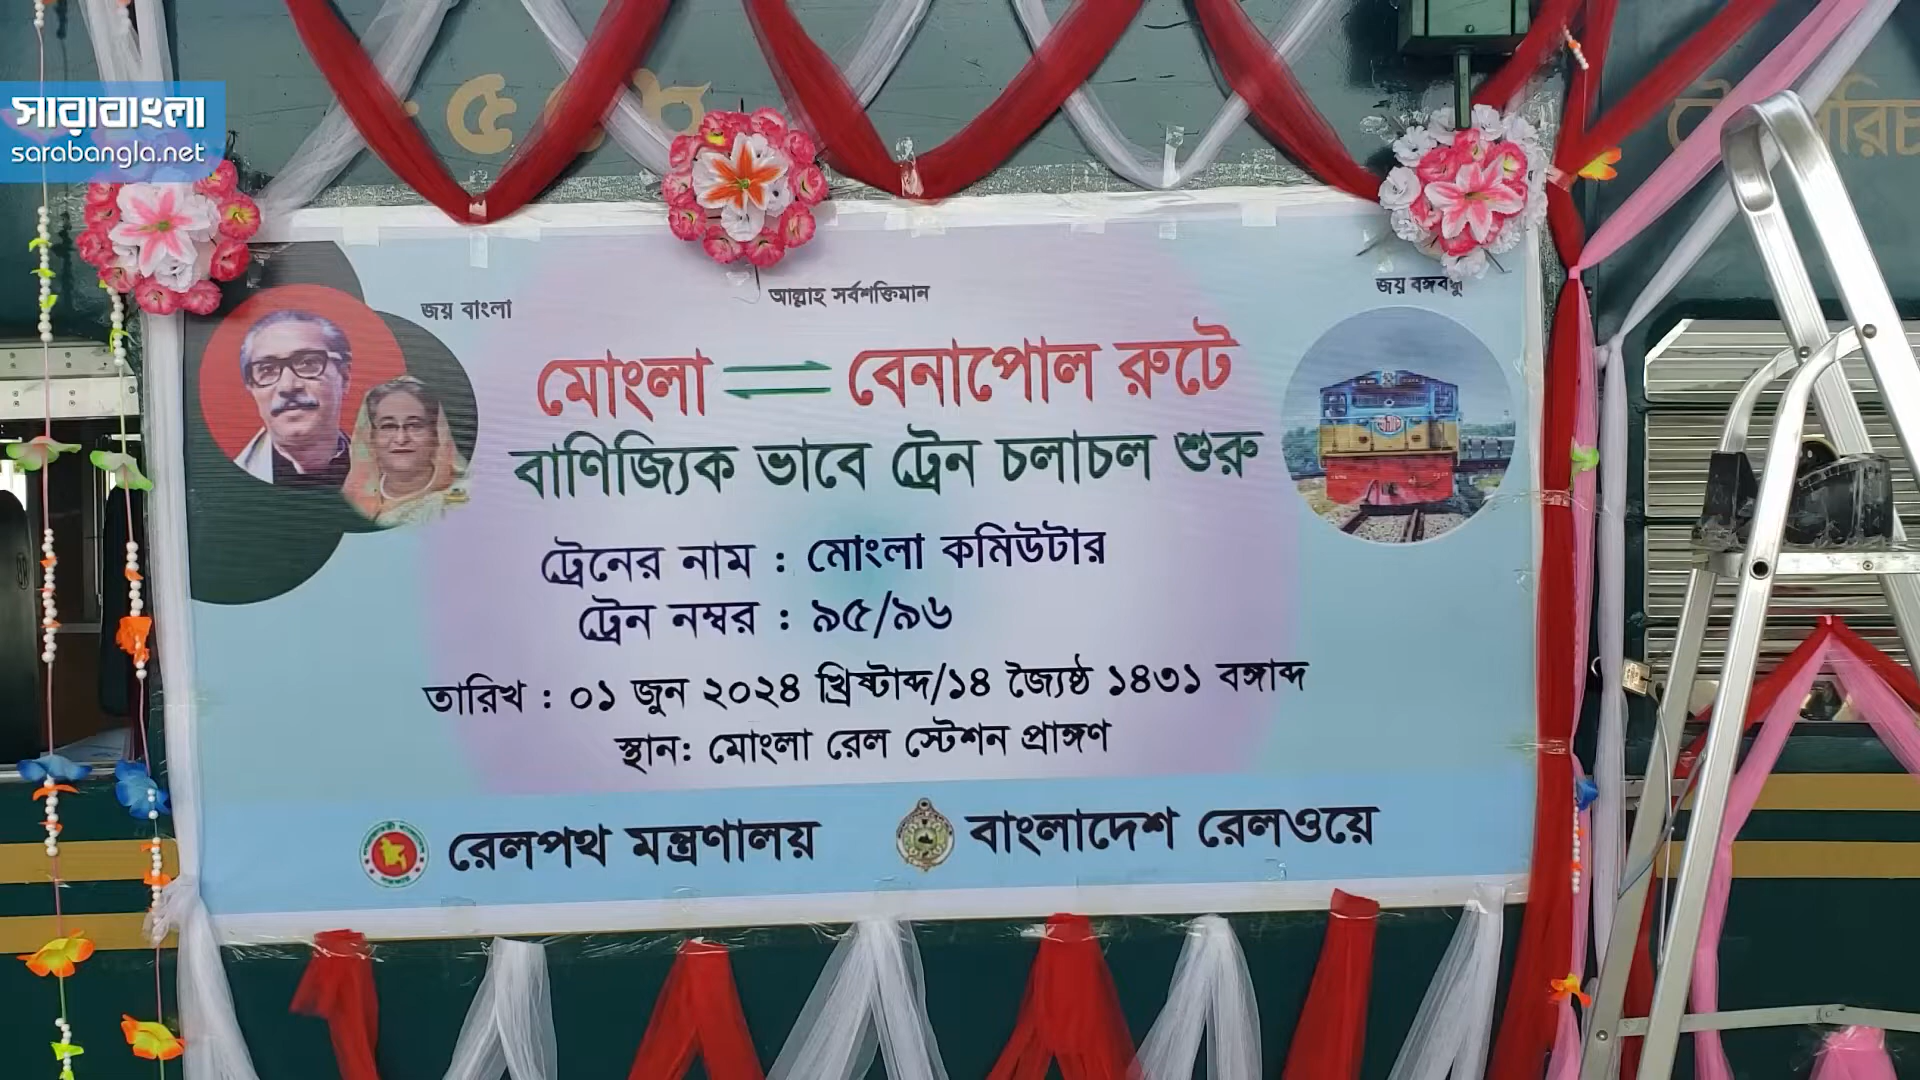 সারাবাংলা
sarabangla.net
জয় বাংলা
আল্লাহ সর্বশক্তিমান
জয় বঙ্গবন্ধু
মোংলা ⇌ বেনাপোল রুটে
বাণিজ্যিক ভাবে ট্রেন চলাচল শুরু
ট্রেনের নাম : মোংলা কমিউটার
ট্রেন নম্বর : ৯৫/৯৬
তারিখ : ০১ জুন ২০২৪ খ্রিষ্টাব্দ/১৪ জ্যৈষ্ঠ ১৪৩১ বঙ্গাব্দ
স্থান: মোংলা রেল স্টেশন প্রাঙ্গণ
রেলপথ মন্ত্রণালয়
বাংলাদেশ রেলওয়ে